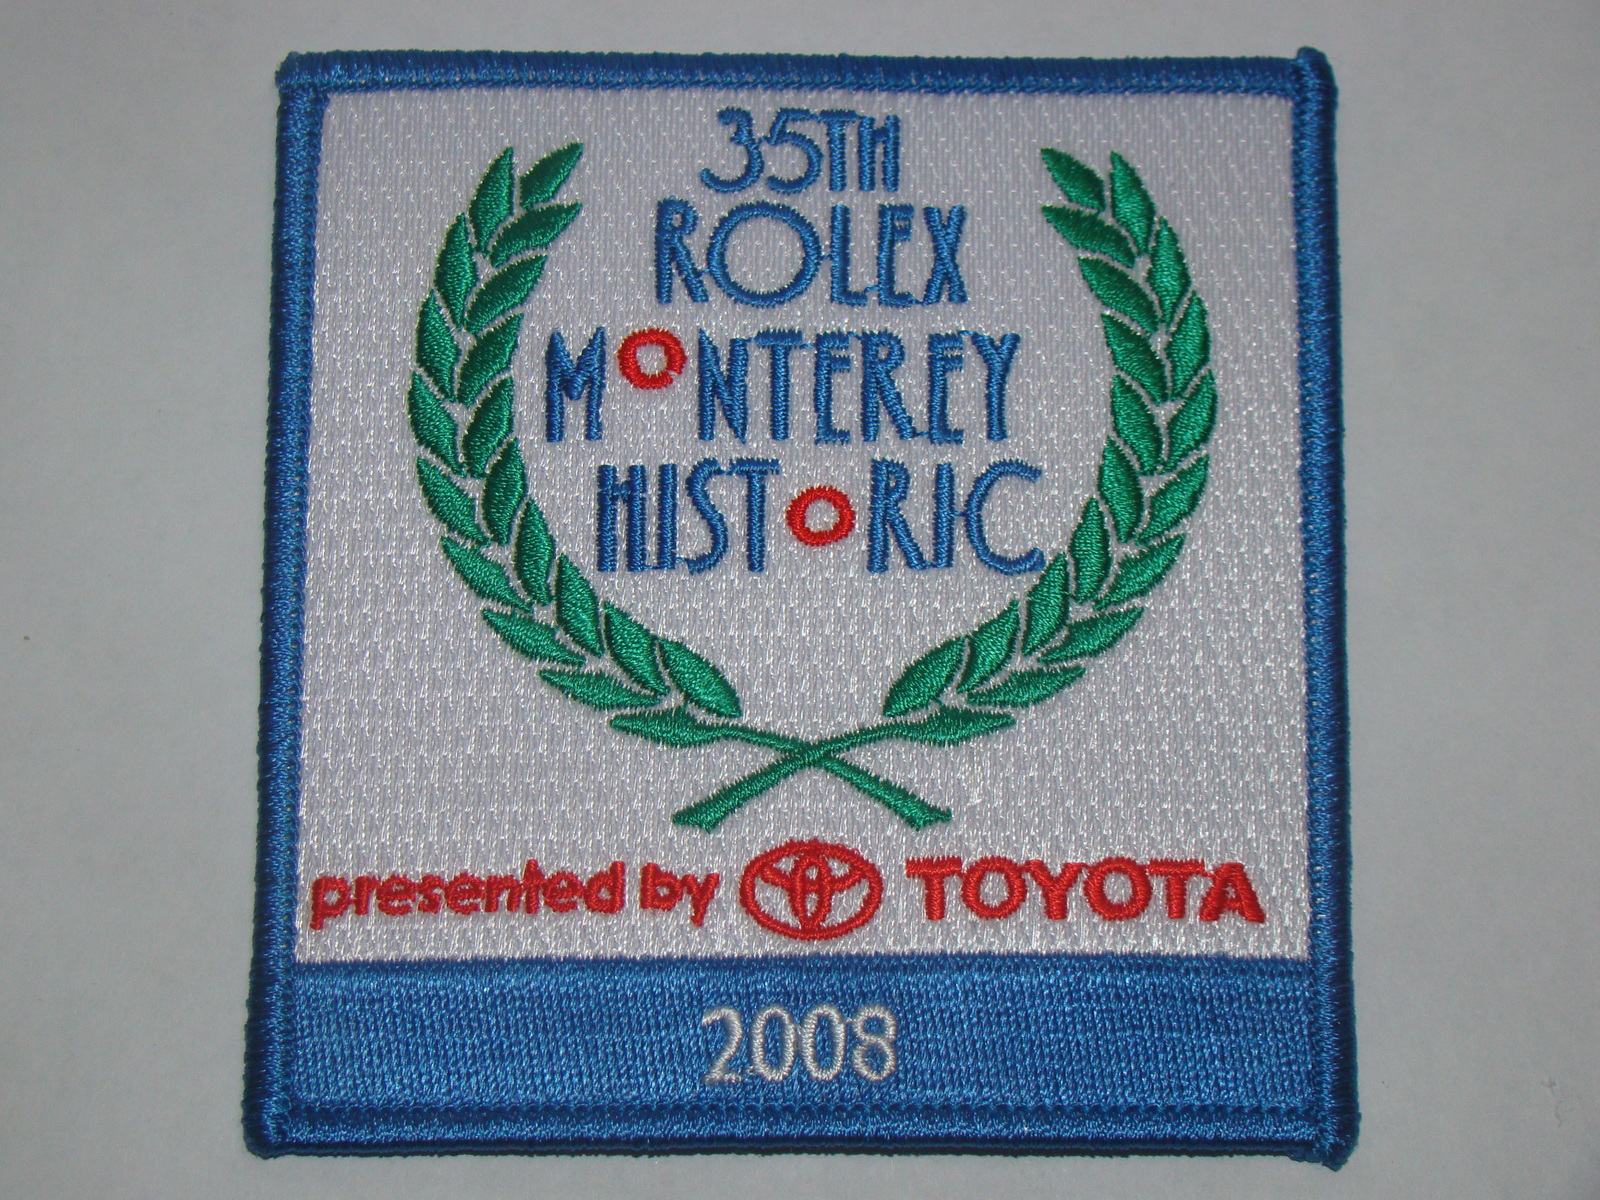 35TH
ROLEX
MONTEREY
HISTORIC
presented by TOYOTA
2008